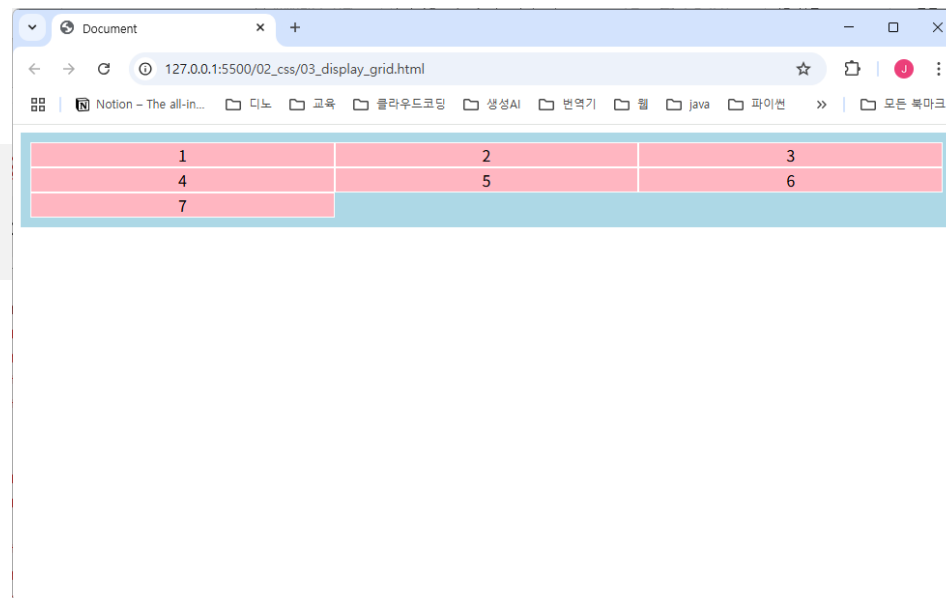 Document
127.0.0.1:5500/02_css/03_display_grid.html
J
Notion – The all-in... 디노 교육 클라우드코딩 생성AI 번역기 웹 java 파이썬 » 모든 북마크
1 2 3
4 5 6
7